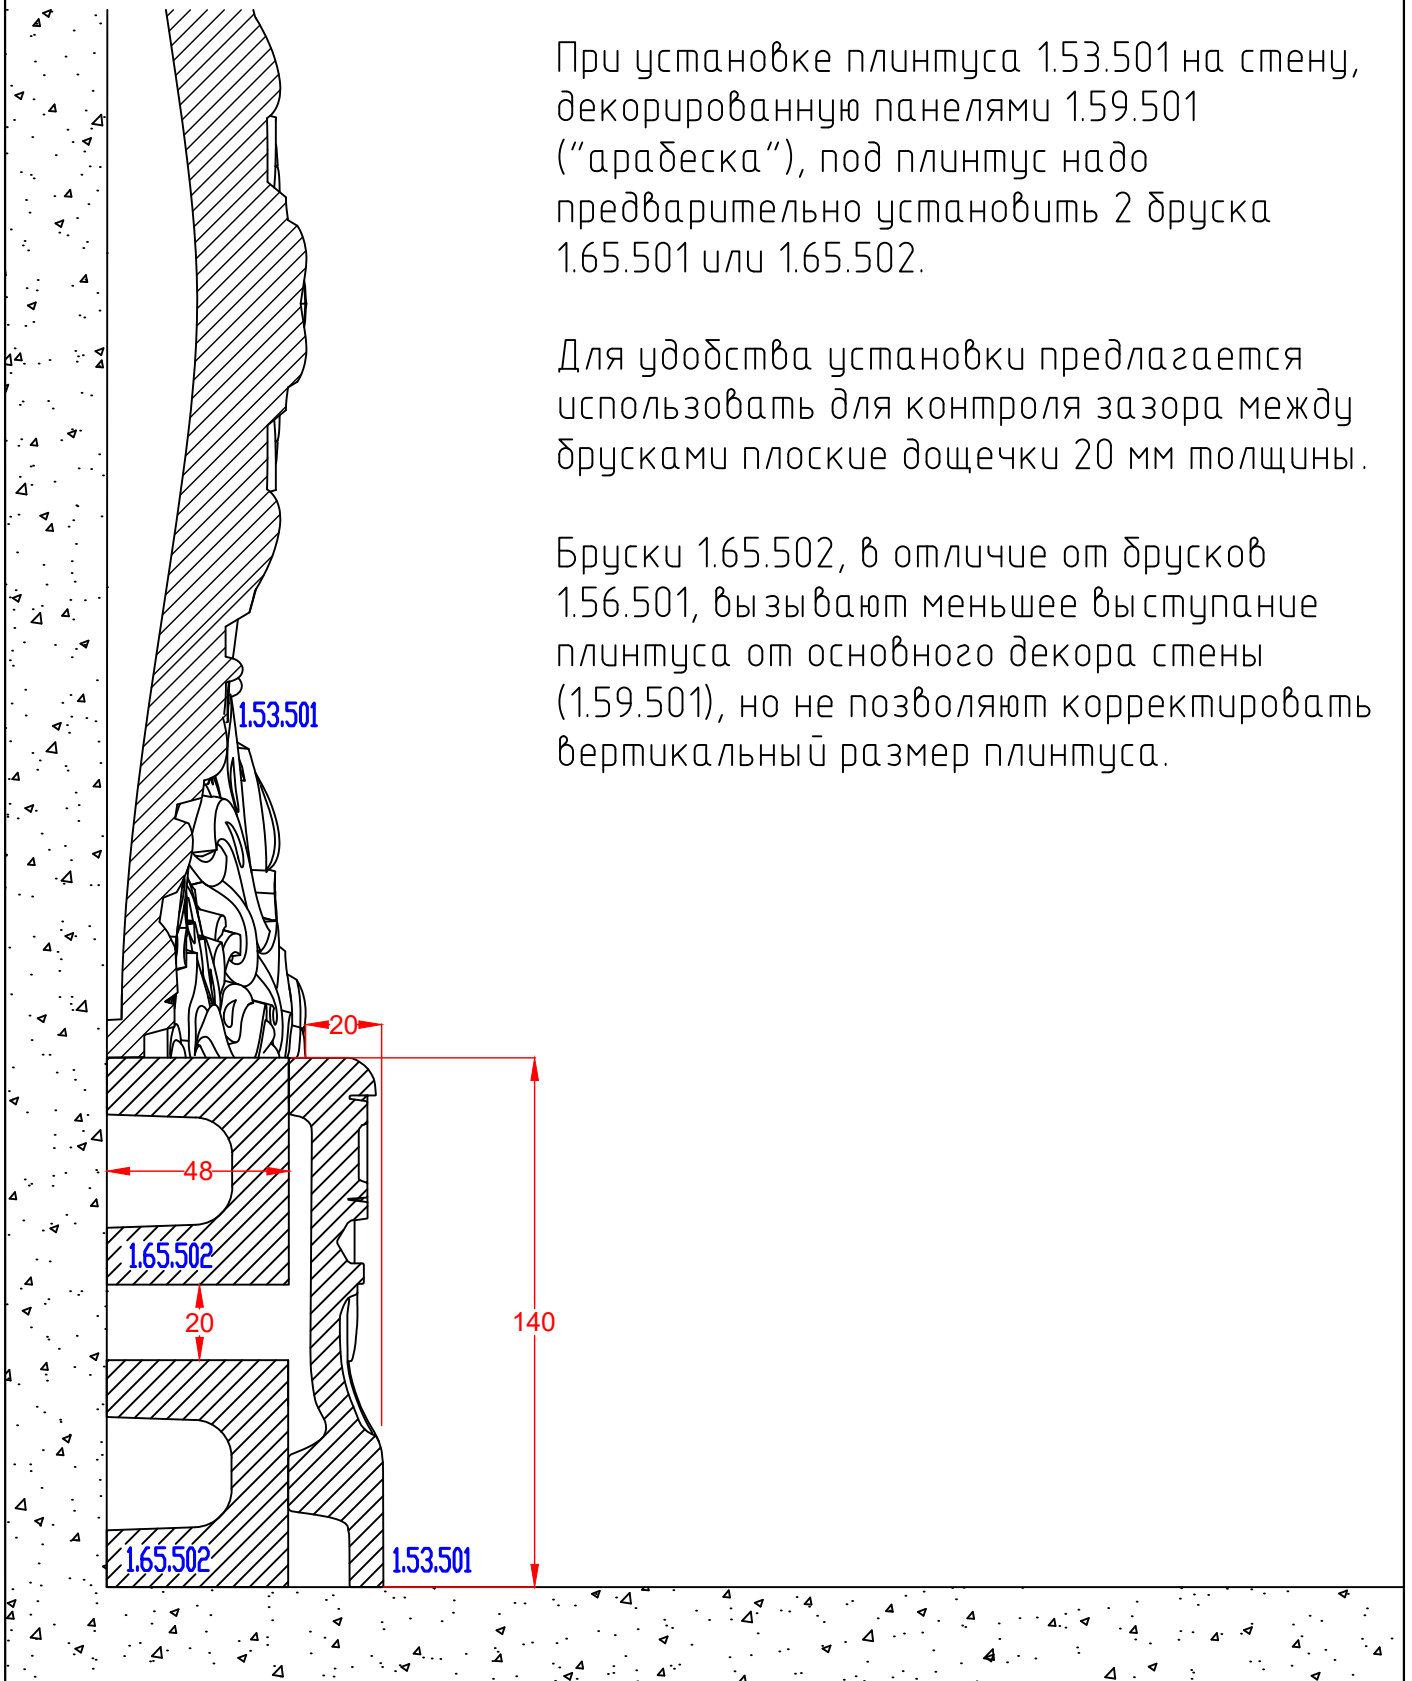 При установке плинтуса 1.53.501 на стену,
декорированную панелями 1.59.501
("арабеска"), под плинтус надо
предварительно установить 2 бруска
1.65.501 или 1.65.502.
Для удобства установки предлагается
использовать для контроля зазора между
брусками плоские дощечки 20 мм толщины.
Бруски 1.65.502, в отличие от брусков
1.56.501, вызывают меньшее выступание
плинтуса от основного декора стены
(1.59.501), но не позволяют корректировать
вертикальный размер плинтуса.
1.53.501
20
48
1.65.502
20
140
1.65.502
1.53.501